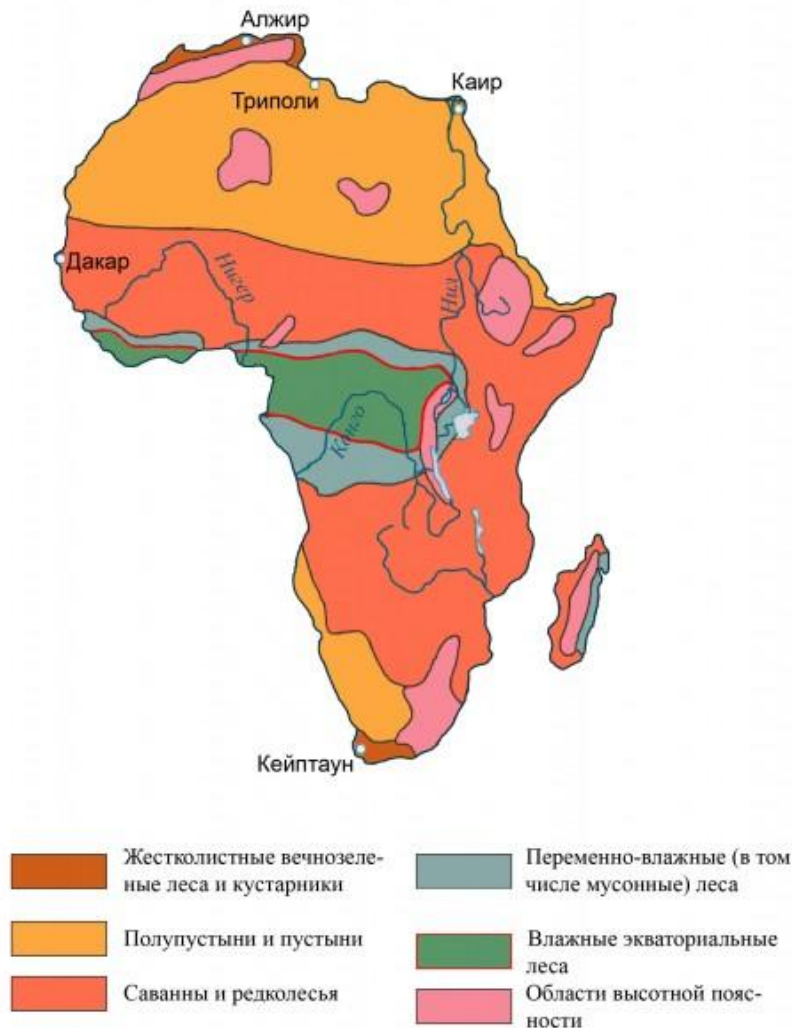 Алжир
Каир
Триполи
Дакар
Нигер
Нил
Конго
Кейптаун
Жестколистные вечнозеле-
ные леса и кустарники
Полупустыни и пустыни
Саванны и редколесья
Переменно-влажные (в том
числе мусонные) леса
Влажные экваториальные
леса
Области высотной пояс-
ности